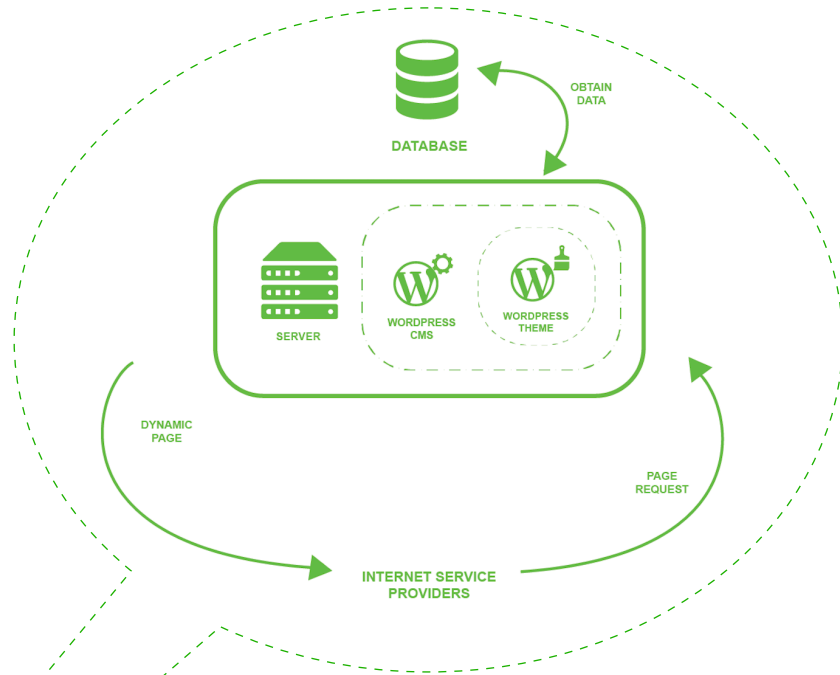 OBTAIN
DATA
DATABASE
SERVER
WORDPRESS
CMS
WORDPRESS
THEME
DYNAMIC
PAGE
PAGE
REQUEST
INTERNET SERVICE
PROVIDERS